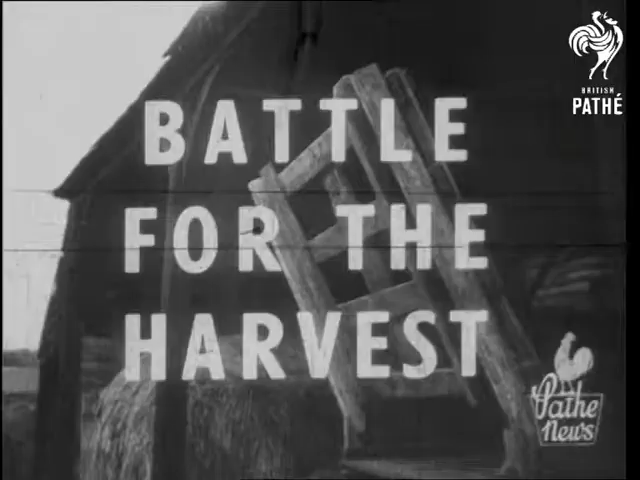 BRITISH
PATHÉ
BATTLE
FOR THE
HARVEST
Pathe
News